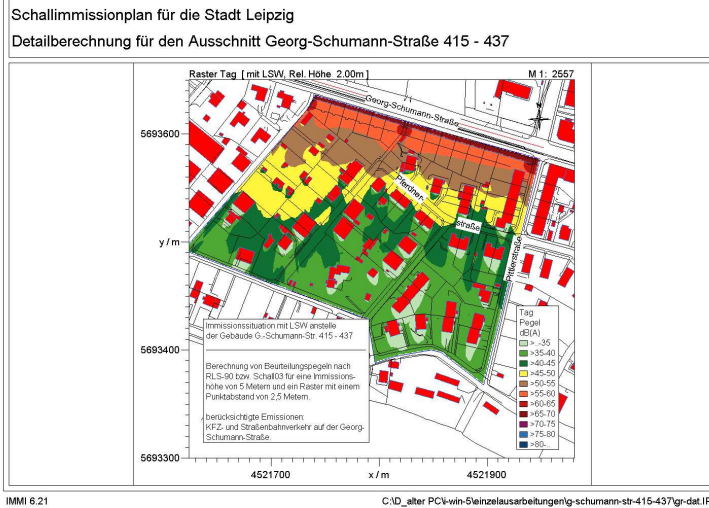 Schallimmissionplan für die Stadt Leipzig
Detailberechnung für den Ausschnitt Georg-Schumann-Straße 415 - 437
Raster Tag [ mit LSW, Rel. Höhe 2.00m ]
M 1: 2557
Georg-Schumann-Straße
N
5693600
Pferdner-
straße
Pittlerstraße
y / m
Immissionssituation mit LSW anstelle
der Gebäude G.-Schumann-Str. 415 - 437
Berechnung von Beurteilungspegeln nach
RLS-90 bzw. Schall03 für eine Immissions-
höhe von 5 Metern und ein Raster mit einem
Punktabstand von 2,5 Metern.
berücksichtigte Emissionen:
KFZ- und Straßenbahnverkehr auf der Georg-
Schumann-Straße.
5693400
Tag
Pegel
dB(A)
>..-35
>35-40
>40-45
>45-50
>50-55
>55-60
>60-65
>65-70
>70-75
>75-80
>80-..
5693300
4521700
x / m
4521900
IMMI 6.21
C:\D_alter PC\i-win-5\einzelausarbeitungen\g-schumann-str-415-437\gr-dat.IP